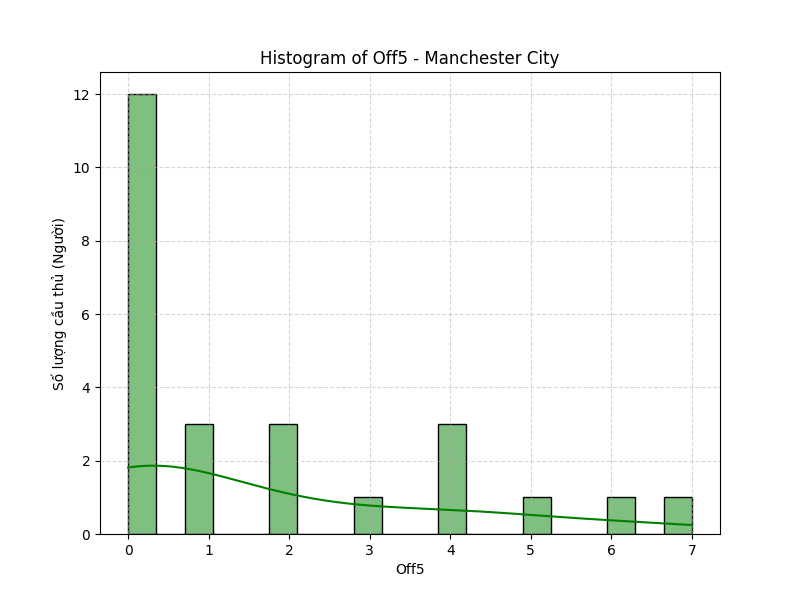 Histogram of Off5 - Manchester City
Số lượng cầu thủ (Người)
12
10
8
6
4
2
0
0 1 2 3 4 5 6 7
Off5